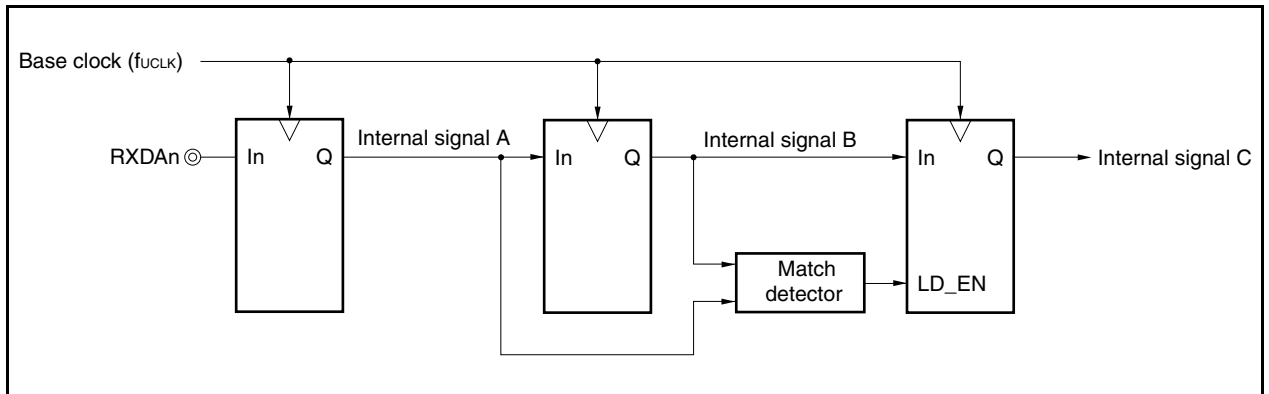 Base clock (fUCLK)
RXDAn
In
Q
Internal signal A
In
Q
Internal signal B
In
Q
Internal signal C
Match
detector
LD_EN